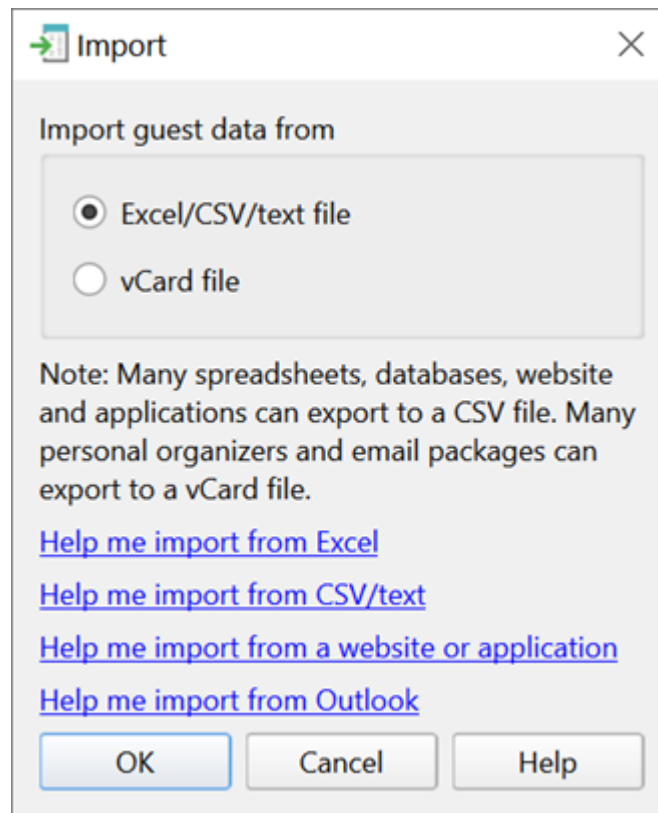 Import
Import guest data from
Excel/CSV/text file
vCard file
Note: Many spreadsheets, databases, website
and applications can export to a CSV file. Many
personal organizers and email packages can
export to a vCard file.
Help me import from Excel
Help me import from CSV/text
Help me import from a website or application
Help me import from Outlook
OK Cancel Help